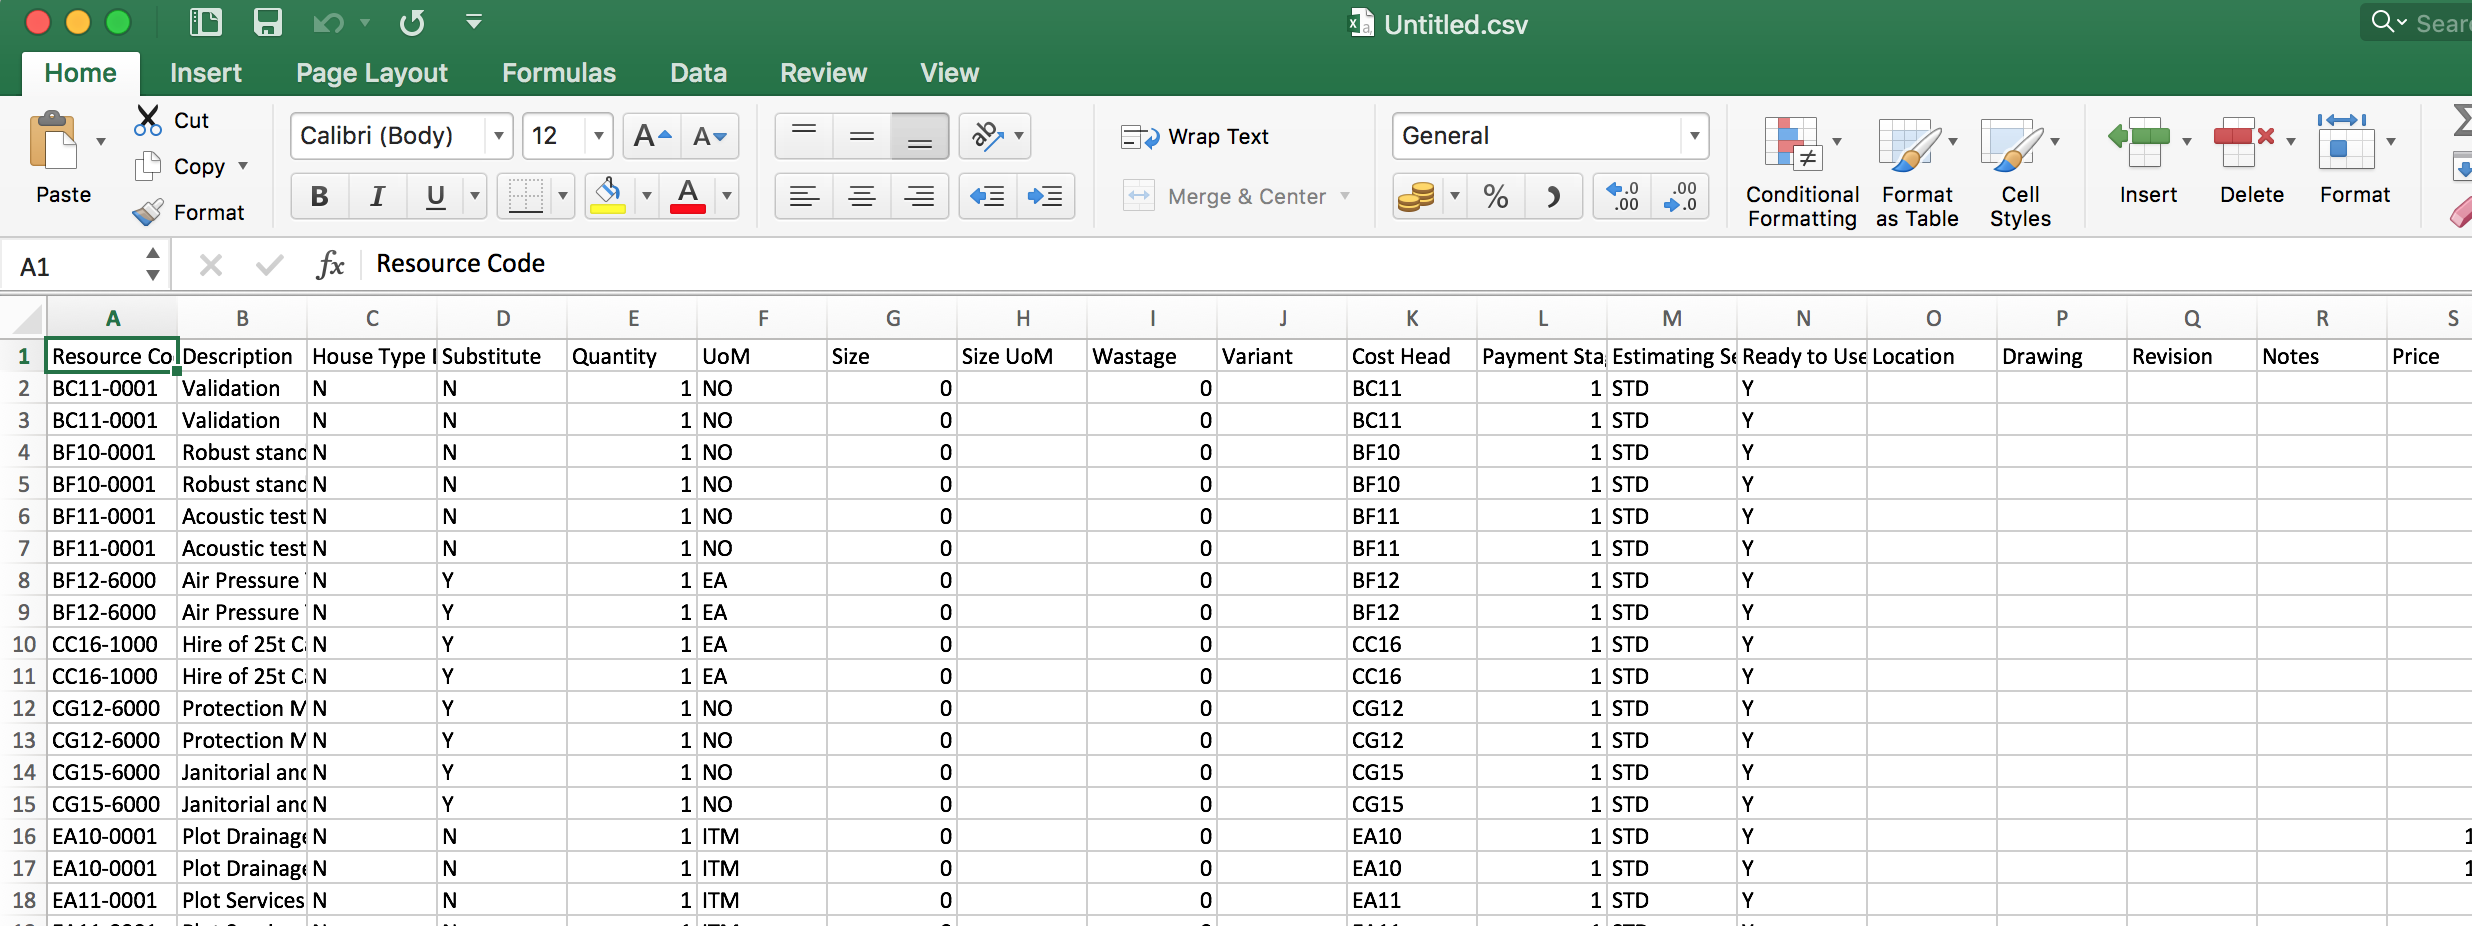 Untitled.csv
Home Insert Page Layout Formulas Data Review View
Paste Cut Copy Format
Calibri (Body) 12 A A
B I U A
Wrap Text
Merge & Center
General
%
Conditional Formatting Format as Table Cell Styles Insert Delete Format
A1 fx Resource Code
A B C D E F G H I J K L M N O P Q R S
1 Resource Co Description House Type Substitute Quantity UoM Size Size UoM Wastage Variant Cost Head Payment Sta Estimating Se Ready to Use Location Drawing Revision Notes Price
2 BC11-0001 Validation N N 1 NO 0 0 BC11 1 STD Y
3 BC11-0001 Validation N N 1 NO 0 0 BC11 1 STD Y
4 BF10-0001 Robust stand N N 1 NO 0 0 BF10 1 STD Y
5 BF10-0001 Robust stand N N 1 NO 0 0 BF10 1 STD Y
6 BF11-0001 Acoustic test N N 1 NO 0 0 BF11 1 STD Y
7 BF11-0001 Acoustic test N N 1 NO 0 0 BF11 1 STD Y
8 BF12-6000 Air Pressure N Y 1 EA 0 0 BF12 1 STD Y
9 BF12-6000 Air Pressure N Y 1 EA 0 0 BF12 1 STD Y
10 CC16-1000 Hire of 25t C N Y 1 EA 0 0 CC16 1 STD Y
11 CC16-1000 Hire of 25t C N Y 1 EA 0 0 CC16 1 STD Y
12 CG12-6000 Protection M N Y 1 NO 0 0 CG12 1 STD Y
13 CG12-6000 Protection M N Y 1 NO 0 0 CG12 1 STD Y
14 CG15-6000 Janitorial and N Y 1 NO 0 0 CG15 1 STD Y
15 CG15-6000 Janitorial and N Y 1 NO 0 0 CG15 1 STD Y
16 EA10-0001 Plot Drainage N N 1 ITM 0 0 EA10 1 STD Y 1
17 EA10-0001 Plot Drainage N N 1 ITM 0 0 EA10 1 STD Y 1
18 EA11-0001 Plot Services N N 1 ITM 0 0 EA11 1 STD Y